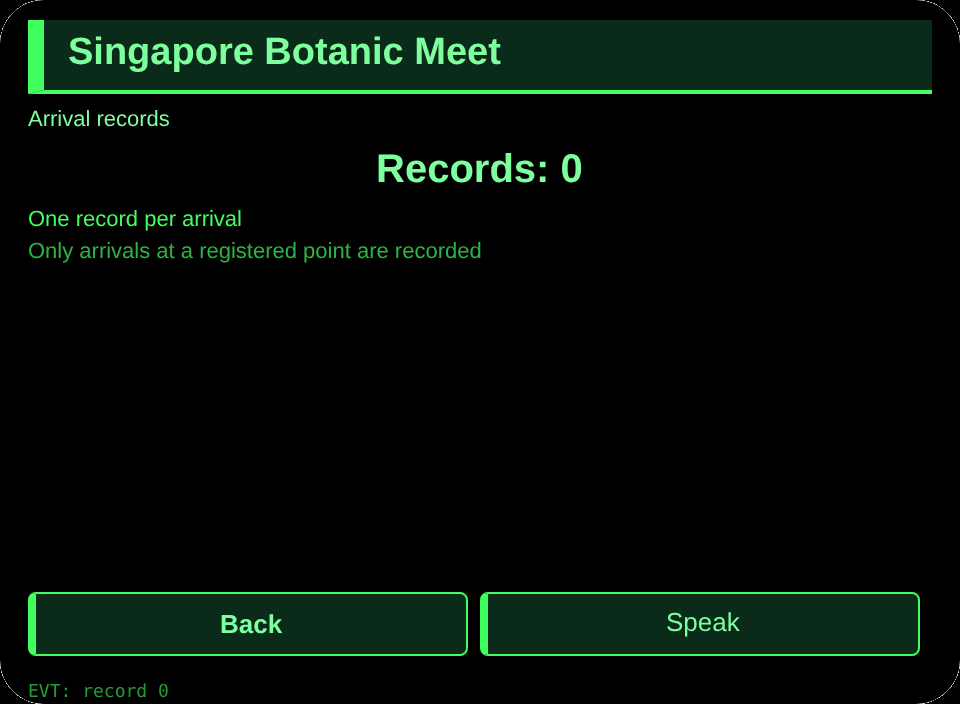 Singapore Botanic Meet
Arrival records
Records: 0
One record per arrival
Only arrivals at a registered point are recorded
Back
Speak
EVT: record 0